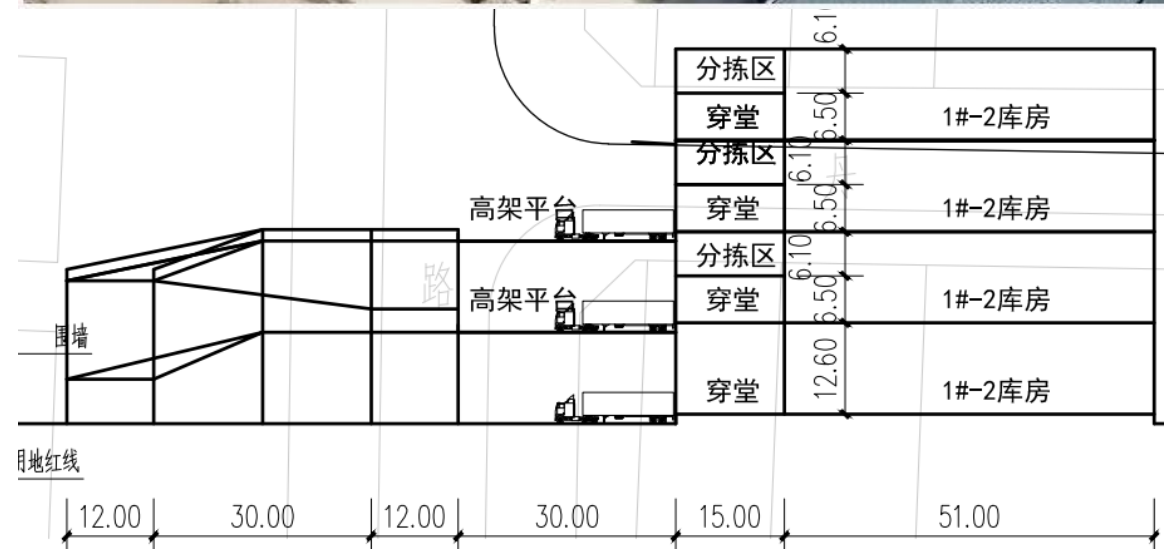 6.10
分拣区
穿堂
6.50
1#-2库房
分拣区
6.10
丹
高架平台
穿堂
6.50
1#-2库房
分拣区
6.10
路
高架平台
穿堂
6.50
1#-2库房
围墙
穿堂
12.60
1#-2库房
用地红线
12.00
30.00
12.00
30.00
15.00
51.00